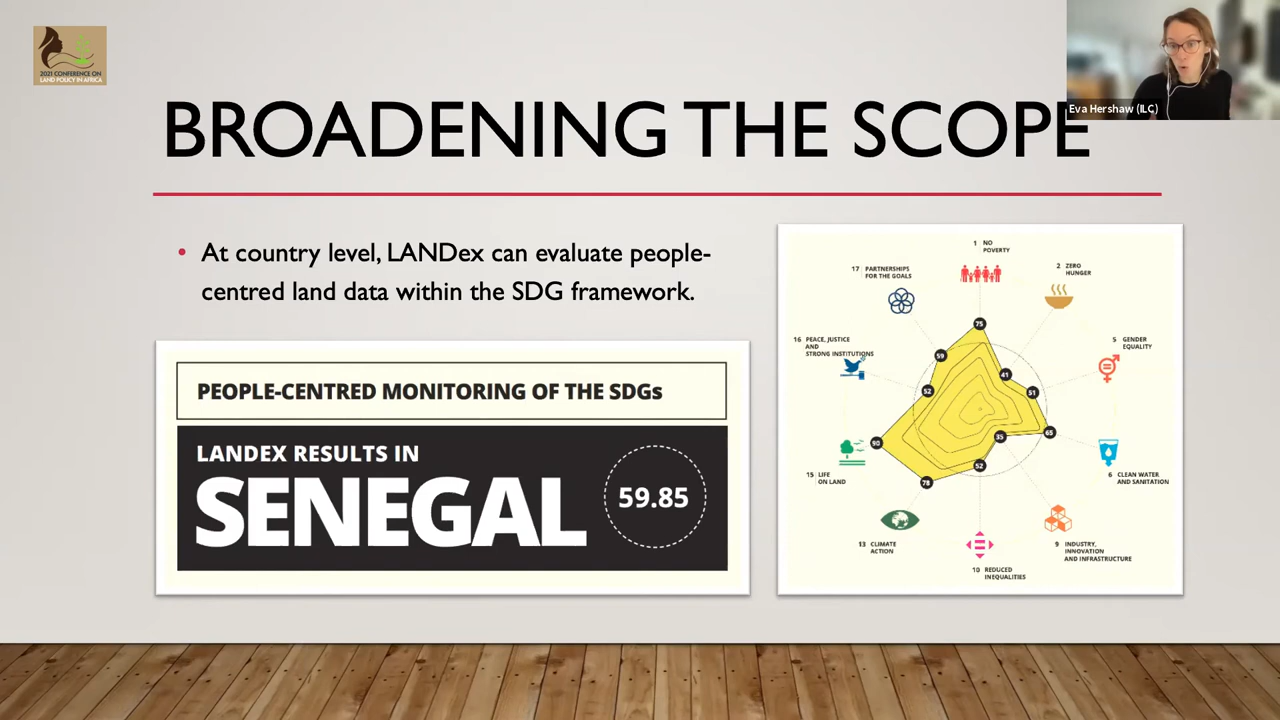 2021 CONFERENCE ON
LAND POLICY IN AFRICA
Eva Hershaw (ILC)
BROADENING THE SCOPE
• At country level, LANDex can evaluate people-
centred land data within the SDG framework.
PEOPLE-CENTRED MONITORING OF THE SDGs
LANDEX RESULTS IN
SENEGAL
59.85
1 NO
POVERTY
2 ZERO
HUNGER
5 GENDER
EQUALITY
6 CLEAN WATER
AND SANITATION
9 INDUSTRY,
INNOVATION
AND INFRASTRUCTURE
10 REDUCED
INEQUALITIES
13 CLIMATE
ACTION
15 LIFE
ON LAND
16 PEACE, JUSTICE
AND
STRONG INSTITUTIONS
17 PARTNERSHIPS
FOR THE GOALS
75
41
51
65
35
52
78
90
52
59